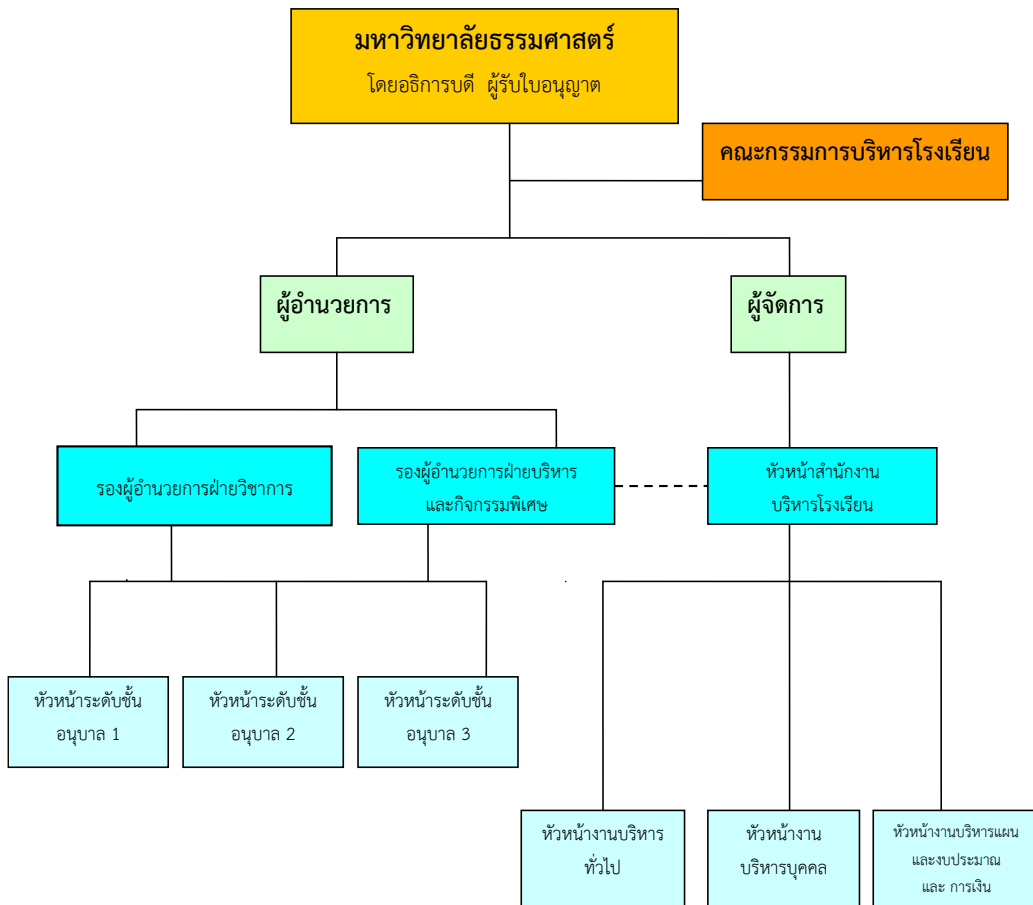 มหาวิทยาลัยธรรมศาสตร์
โดยอธิการบดี ผู้รับใบอนุญาต
คณะกรรมการบริหารโรงเรียน
ผู้อำนวยการ
ผู้จัดการ
รองผู้อำนวยการฝ่ายวิชาการ
รองผู้อำนวยการฝ่ายบริหาร
และกิจกรรมพิเศษ
หัวหน้าสำนักงาน
บริหารโรงเรียน
หัวหน้าระดับชั้น
อนุบาล 1
หัวหน้าระดับชั้น
อนุบาล 2
หัวหน้าระดับชั้น
อนุบาล 3
หัวหน้างานบริหาร
ทั่วไป
หัวหน้างาน
บริหารบุคคล
หัวหน้างานบริหารแผน
และงบประมาณ
และ การเงิน